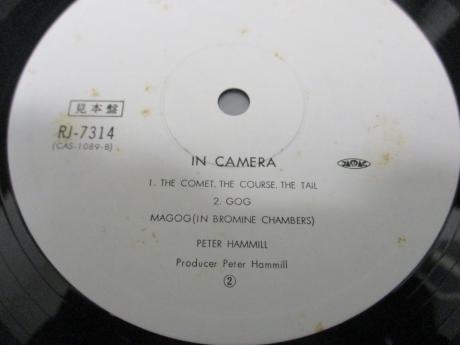 見本盤
RJ-7314
(CAS-1089-B)
IN CAMERA
1. THE COMET, THE COURSE, THE TAIL
2. GOG
MAGOG(IN BROMINE CHAMBERS)
PETER HAMMILL
Producer Peter Hammill
②